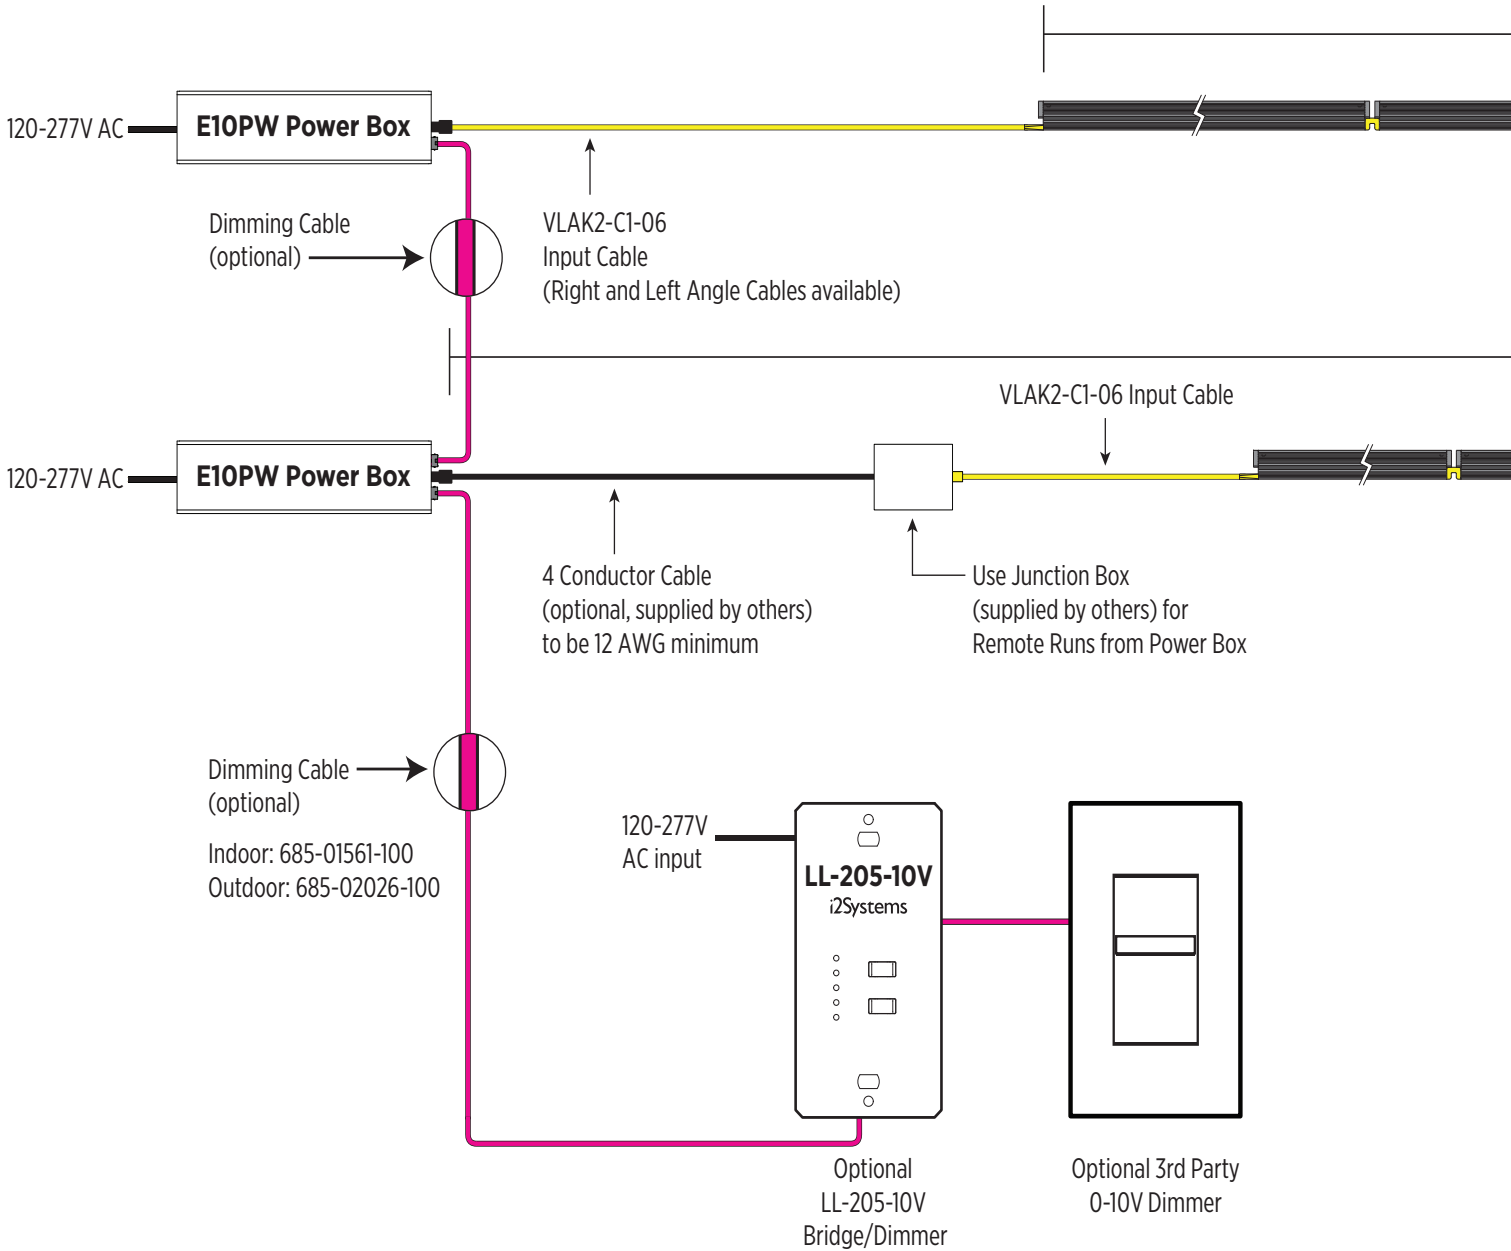 120-277V AC
E10PW Power Box
Dimming Cable
(optional)
VLAK2-C1-06
Input Cable
(Right and Left Angle Cables available)
VLAK2-C1-06 Input Cable
120-277V AC
E10PW Power Box
4 Conductor Cable
(optional, supplied by others)
to be 12 AWG minimum
Use Junction Box
(supplied by others) for
Remote Runs from Power Box
Dimming Cable
(optional)
Indoor: 685-01561-100
Outdoor: 685-02026-100
120-277V
AC input
LL-205-10V
i2Systems
Optional
LL-205-10V
Bridge/Dimmer
Optional 3rd Party
0-10V Dimmer